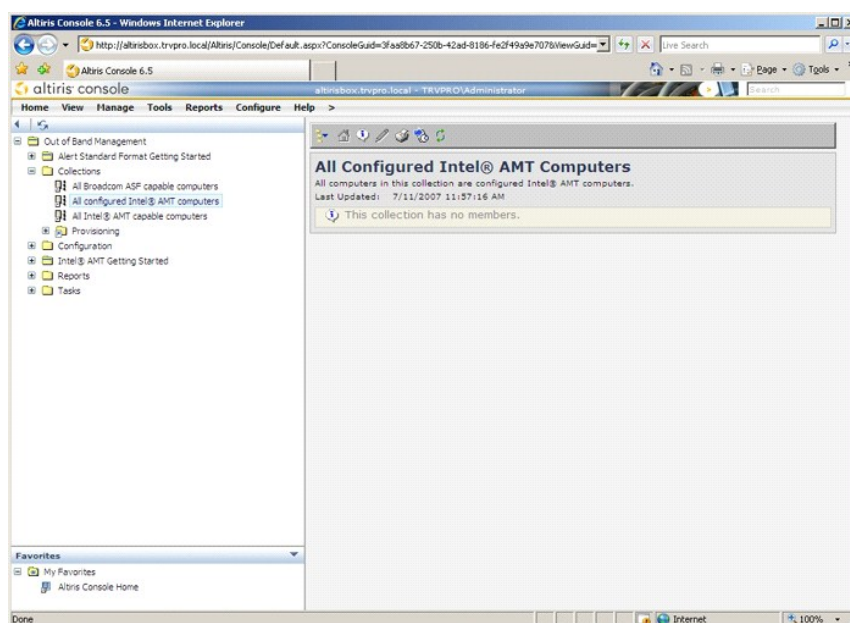 Altiris Console 6.5 - Windows Internet Explorer
http://altirisbox.trvpro.local/Altiris/Console/Default.aspx?ConsoleGuid=3faa8b67-250b-42ad-8186-fe2f49a9e707&ViewGuid=
Live Search
Altiris Console 6.5
Page
Tools
altiris console
altirisbox.trvpro.local - TRVPRO\Administrator
Search
Home View Manage Tools Reports Configure Help >
Out of Band Management
Alert Standard Format Getting Started
Collections
All Broadcom ASF capable computers
All configured Intel® AMT computers
All Intel® AMT capable computers
Provisioning
Configuration
Intel® AMT Getting Started
Reports
Tasks
All Configured Intel® AMT Computers
All computers in this collection are configured Intel® AMT computers.
Last Updated: 7/11/2007 11:57:16 AM
This collection has no members.
Favorites
My Favorites
Altiris Console Home
Done
Internet
100%